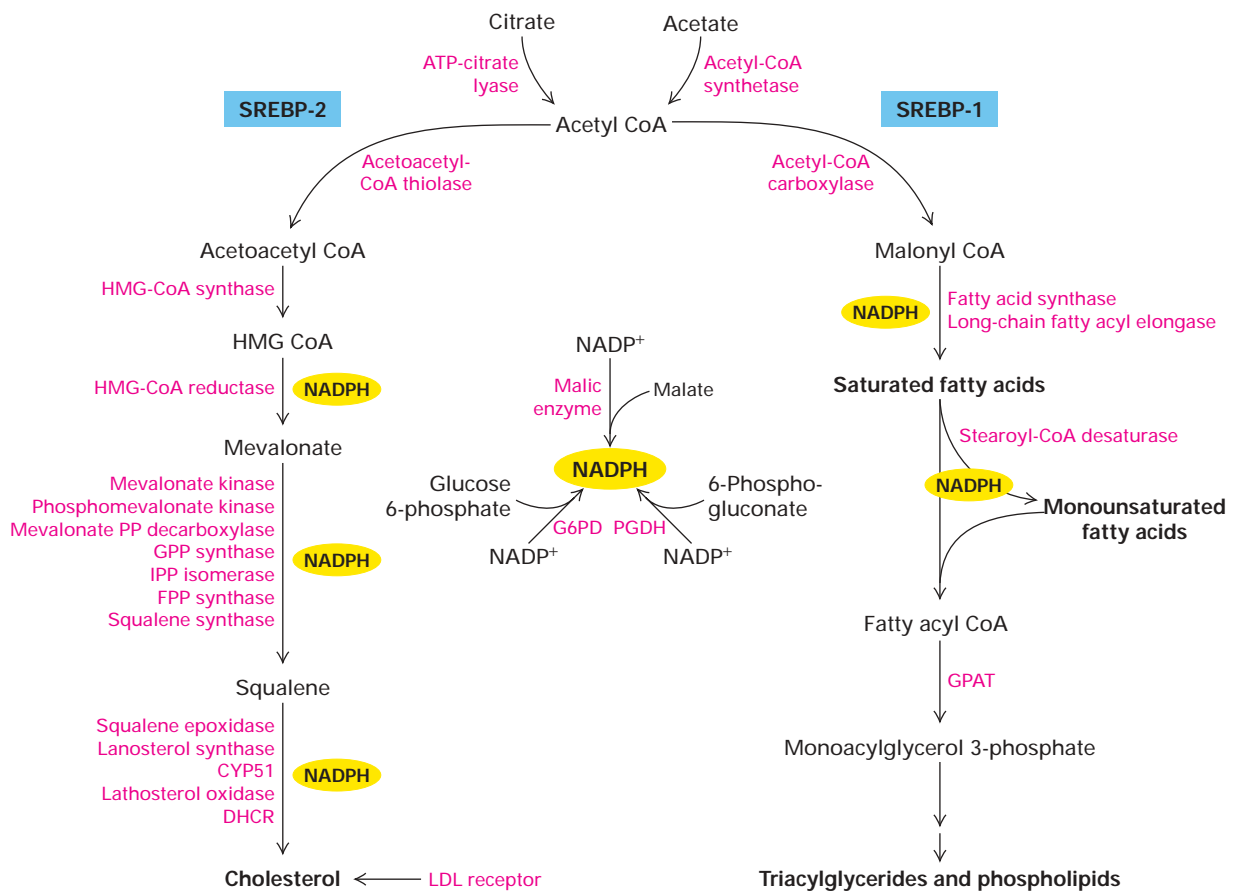 Citrate
Acetate
ATP-citrate
lyase
Acetyl-CoA
synthetase
SREBP-2
SREBP-1
Acetyl CoA
Acetoacetyl-
CoA thiolase
Acetyl-CoA
carboxylase
Acetoacetyl CoA
HMG-CoA synthase
HMG CoA
HMG-CoA reductase
NADPH
Mevalonate
Mevalonate kinase
Phosphomevalonate kinase
Mevalonate PP decarboxylase
GPP synthase
IPP isomerase
FPP synthase
Squalene synthase
NADPH
Squalene
Squalene epoxidase
Lanosterol synthase
CYP51
Lathosterol oxidase
DHCR
NADPH
Cholesterol
LDL receptor
NADP+
Malic
enzyme
Malate
NADPH
Glucose
6-phosphate
6-Phospho-
gluconate
G6PD
PGDH
NADP+
NADP+
Malonyl CoA
NADPH
Fatty acid synthase
Long-chain fatty acyl elongase
Saturated fatty acids
Stearoyl-CoA desaturase
NADPH
Monounsaturated
fatty acids
Fatty acyl CoA
GPAT
Monoacylglycerol 3-phosphate
Triacylglycerides and phospholipids